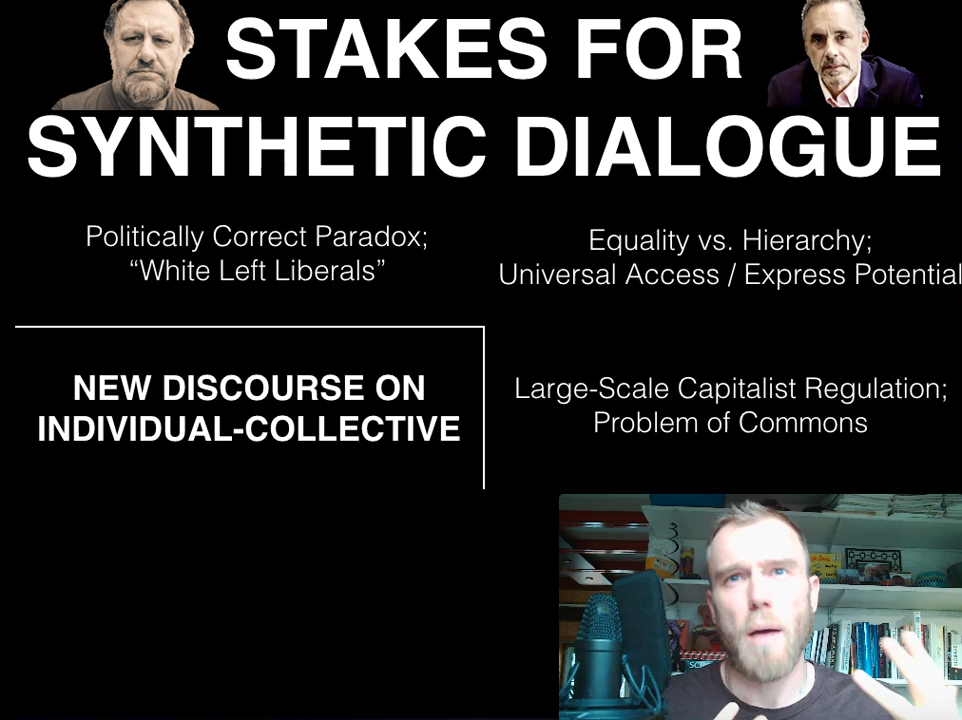 STAKES FOR
SYNTHETIC DIALOGUE
Politically Correct Paradox;
“White Left Liberals”
Equality vs. Hierarchy;
Universal Access / Express Potential
NEW DISCOURSE ON
INDIVIDUAL-COLLECTIVE
Large-Scale Capitalist Regulation;
Problem of Commons